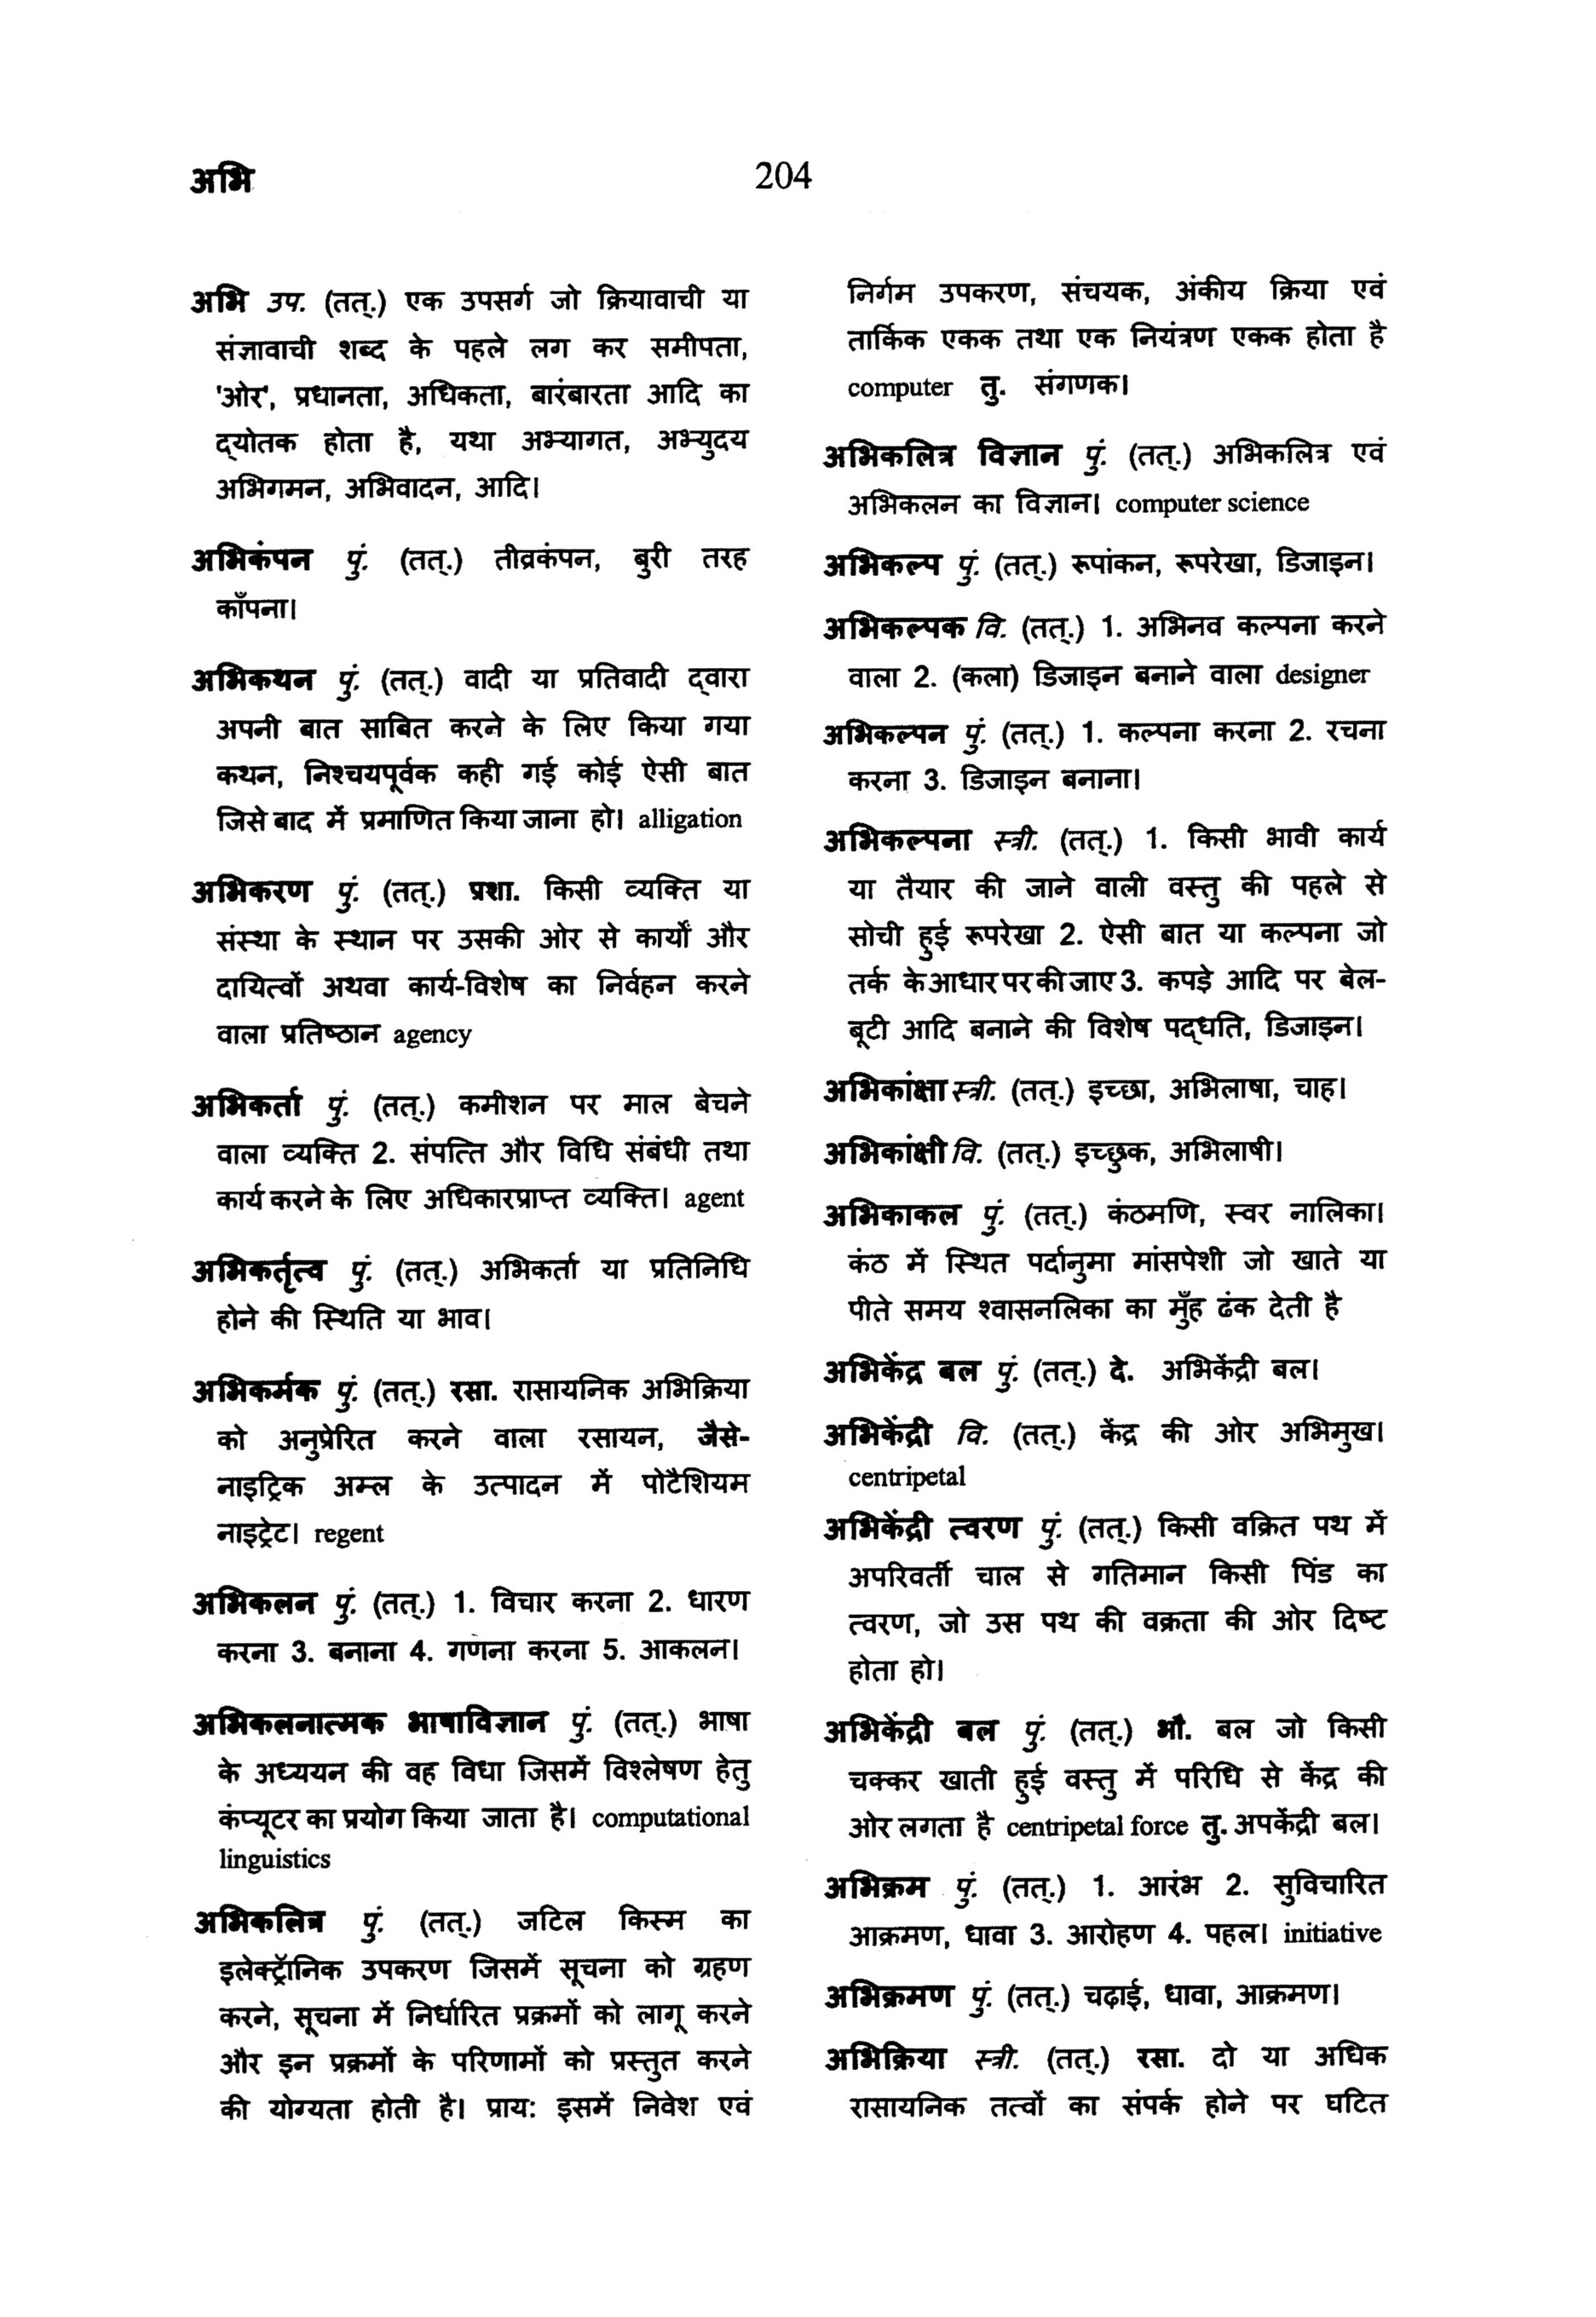 अभि
204
अभि उप. (तत्.) एक उपसर्ग जो क्रियावाची या
संज्ञावाची शब्द के पहले लग कर समीपता,
'ओर', प्रधानता, अधिकता, बारंबारता आदि का
द्‌योतक होता है, यथा अभ्यागत, अभ्युदय
अभिगमन, अभिवादन, आदि।
अभिकंपन पुं. (तत्.) तीव्रकंपन, बुरी तरह
काँपना।
अभिकथन पुं. (तत्.) वादी या प्रतिवादी द्‌वारा
अपनी बात साबित करने के लिए किया गया
कथन, निश्चयपूर्वक कही गई कोई ऐसी बात
जिसे बाद में प्रमाणित किया जाना हो। alligation
अभिकरण पुं. (तत्.) प्रशा. किसी व्यक्ति या
संस्था के स्थान पर उसकी ओर से कार्यों और
दायित्वों अथवा कार्य-विशेष का निर्वहन करने
वाला प्रतिष्ठान agency
अभिकर्ता पुं. (तत्.) कमीशन पर माल बेचने
वाला व्यक्ति 2. संपत्ति और विधि संबंधी तथा
कार्य करने के लिए अधिकारप्राप्त व्यक्ति। agent
अभिकर्तृत्व पुं. (तत्.) अभिकर्ता या प्रतिनिधि
होने की स्थिति या भाव।
अभिकर्मक पुं. (तत्.) रसा. रासायनिक अभिक्रिया
को अनुप्रेरित करने वाला रसायन, जैसे-
नाइट्रिक अम्ल के उत्पादन में पोटैशियम
नाइट्रेट। regent
अभिकलन पुं. (तत्.) 1. विचार करना 2. धारण
करना 3. बनाना 4. गणना करना 5. आकलन।
अभिकलनात्मक भाषाविज्ञान पुं. (तत्.) भाषा
के अध्ययन की वह विधा जिसमें विश्लेषण हेतु
कंप्यूटर का प्रयोग किया जाता है। computational
linguistics
अभिकलित्र पुं. (तत्.) जटिल किस्म का
इलेक्ट्रॉनिक उपकरण जिसमें सूचना को ग्रहण
करने, सूचना में निर्धारित प्रक्रमों को लागू करने
और इन प्रक्रमों के परिणामों को प्रस्तुत करने
की योग्यता होती है। प्राय: इसमें निवेश एवं
निर्गम उपकरण, संचयक, अंकीय क्रिया एवं
तार्किक एकक तथा एक नियंत्रण एकक होता है
computer तु. संगणक।
अभिकलित्र विज्ञान पुं. (तत्.) अभिकलित्र एवं
अभिकलन का विज्ञान। computer science
अभिकल्प पुं. (तत्.) रूपांकन, रूपरेखा, डिजाइन।
अभिकल्पक वि. (तत्.) 1. अभिनव कल्पना करने
वाला 2. (कला) डिजाइन बनाने वाला designer
अभिकल्पन पुं. (तत्.) 1. कल्पना करना 2. रचना
करना 3. डिजाइन बनाना।
अभिकल्पना स्त्री. (तत्.) 1. किसी भावी कार्य
या तैयार की जाने वाली वस्तु की पहले से
सोची हुई रूपरेखा 2. ऐसी बात या कल्पना जो
तर्क के आधार पर की जाए 3. कपड़े आदि पर बेल-
बूटी आदि बनाने की विशेष पद्‌धति, डिजाइन।
अभिकांक्षा स्त्री. (तत्.) इच्छा, अभिलाषा, चाह।
अभिकांक्षी वि. (तत्.) इच्छुक, अभिलाषी।
अभिकाकल पुं. (तत्.) कंठमणि, स्वर नालिका।
कंठ में स्थित पर्दानुमा मांसपेशी जो खाते या
पीते समय श्वासनलिका का मुँह ढंक देती है
अभिकेंद्र बल पुं. (तत्.) दे. अभिकेंद्री बल।
अभिकेंद्री वि. (तत्.) केंद्र की ओर अभिमुख।
centripetal
अभिकेंद्री त्वरण पुं. (तत्.) किसी वक्रित पथ में
अपरिवर्ती चाल से गतिमान किसी पिंड का
त्वरण, जो उस पथ की वक्रता की ओर दिष्ट
होता हो।
अभिकेंद्री बल पुं. (तत्.) भौ. बल जो किसी
चक्कर खाती हुई वस्तु में परिधि से केंद्र की
ओर लगता है centripetal force तु. अपकेंद्री बल।
अभिक्रम पुं. (तत्.) 1. आरंभ 2. सुविचारित
आक्रमण, धावा 3. आरोहण 4. पहल। initiative
अभिक्रमण पुं. (तत्.) चढ़ाई, धावा, आक्रमण।
अभिक्रिया स्त्री. (तत्.) रसा. दो या अधिक
रासायनिक तत्वों का संपर्क होने पर घटित